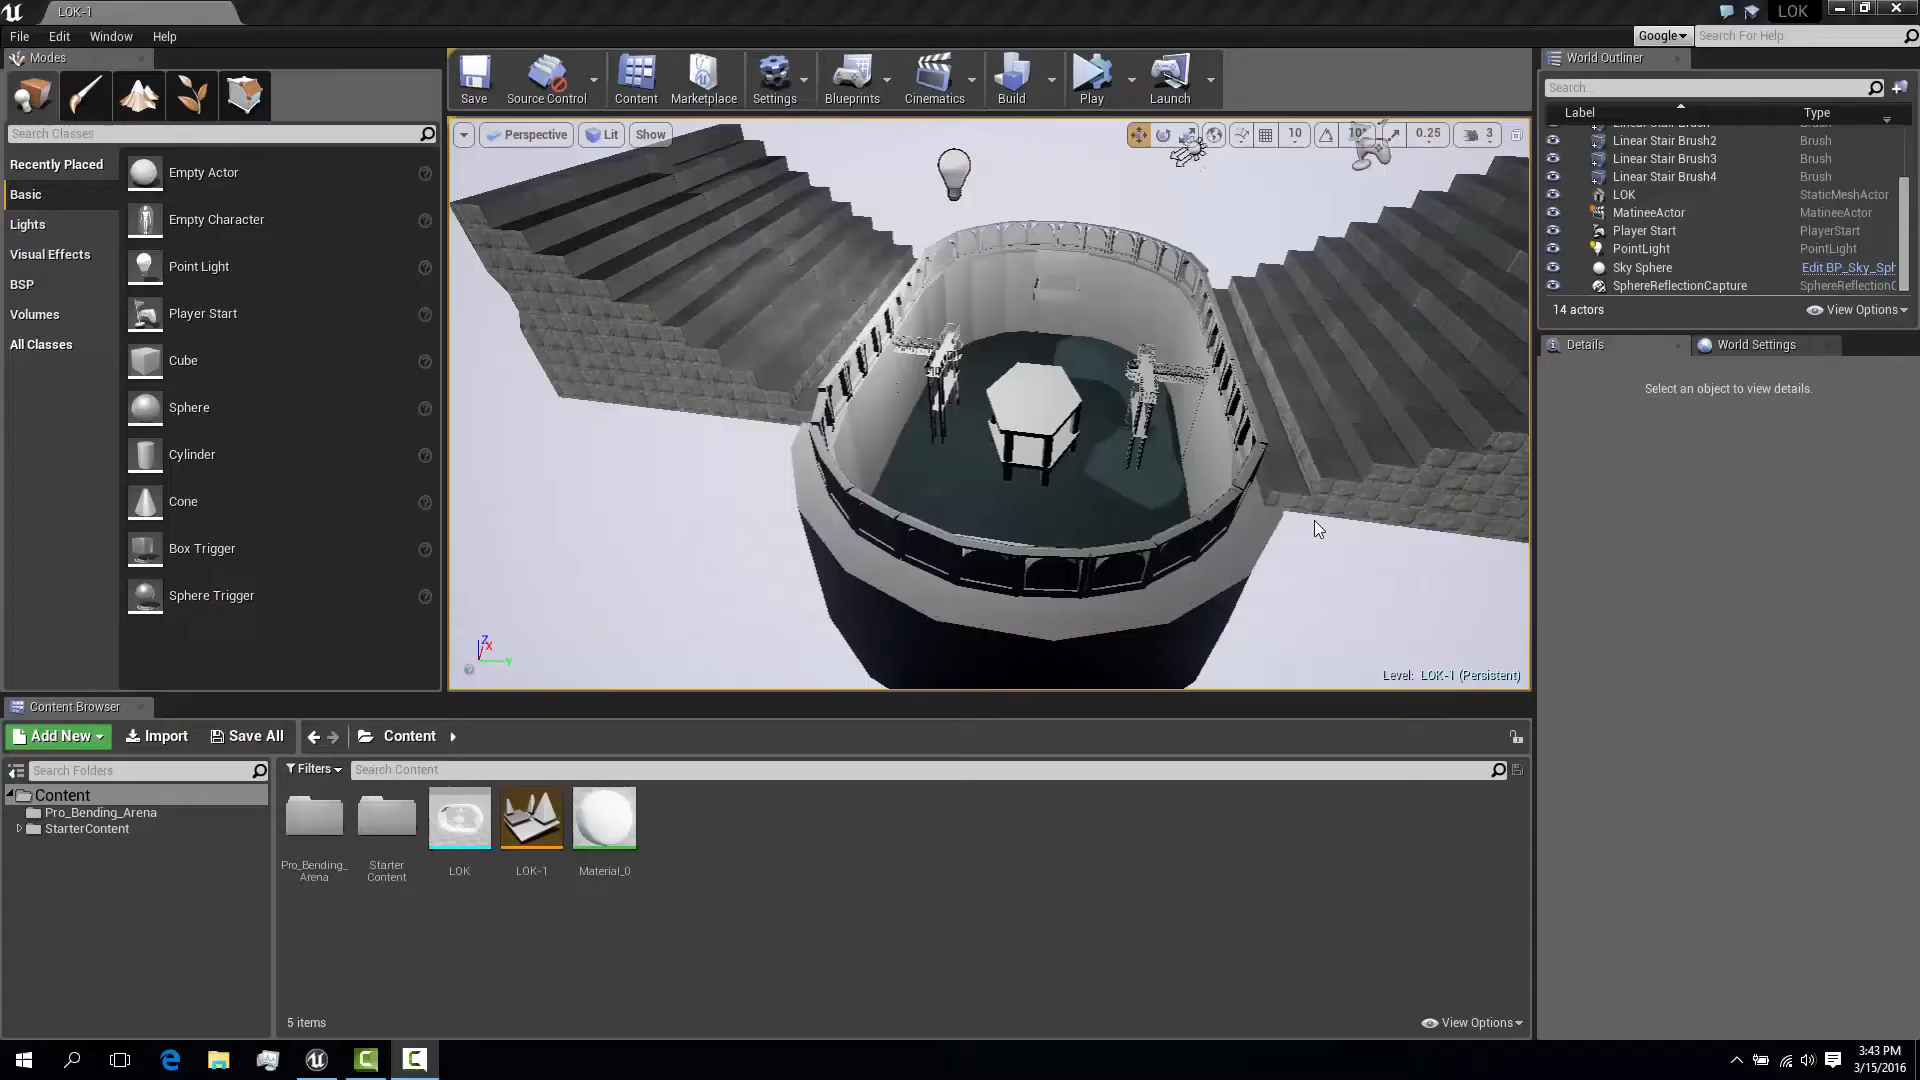 LOK-1
LOK
File Edit Window Help
Google
Search For Help
Modes
Search Classes
Recently Placed
Basic
Lights
Visual Effects
BSP
Volumes
All Classes
Empty Actor
Empty Character
Point Light
Player Start
Cube
Sphere
Cylinder
Cone
Box Trigger
Sphere Trigger
Save
Source Control
Content
Marketplace
Settings
Blueprints
Cinematics
Build
Play
Launch
Perspective
Lit
Show
10
10°
0.25
3
Z
X
Y
Level: LOK-1 (Persistent)
World Outliner
Search...
Label Type
Linear Stair Brush Brush
Linear Stair Brush2 Brush
Linear Stair Brush3 Brush
Linear Stair Brush4 Brush
LOK StaticMeshActor
MatineeActor MatineeActor
Player Start PlayerStart
PointLight PointLight
Sky Sphere Edit BP_Sky_Sph
SphereReflectionCapture SphereReflectionC
14 actors View Options
Details
World Settings
Select an object to view details.
Content Browser
Add New Import Save All Content
Search Folders
Content
Pro_Bending_Arena
StarterContent
Filters
Search Content
Pro_Bending_
Arena
Starter
Content
LOK
LOK-1
Material_0
5 items
View Options
3:43 PM
3/15/2016